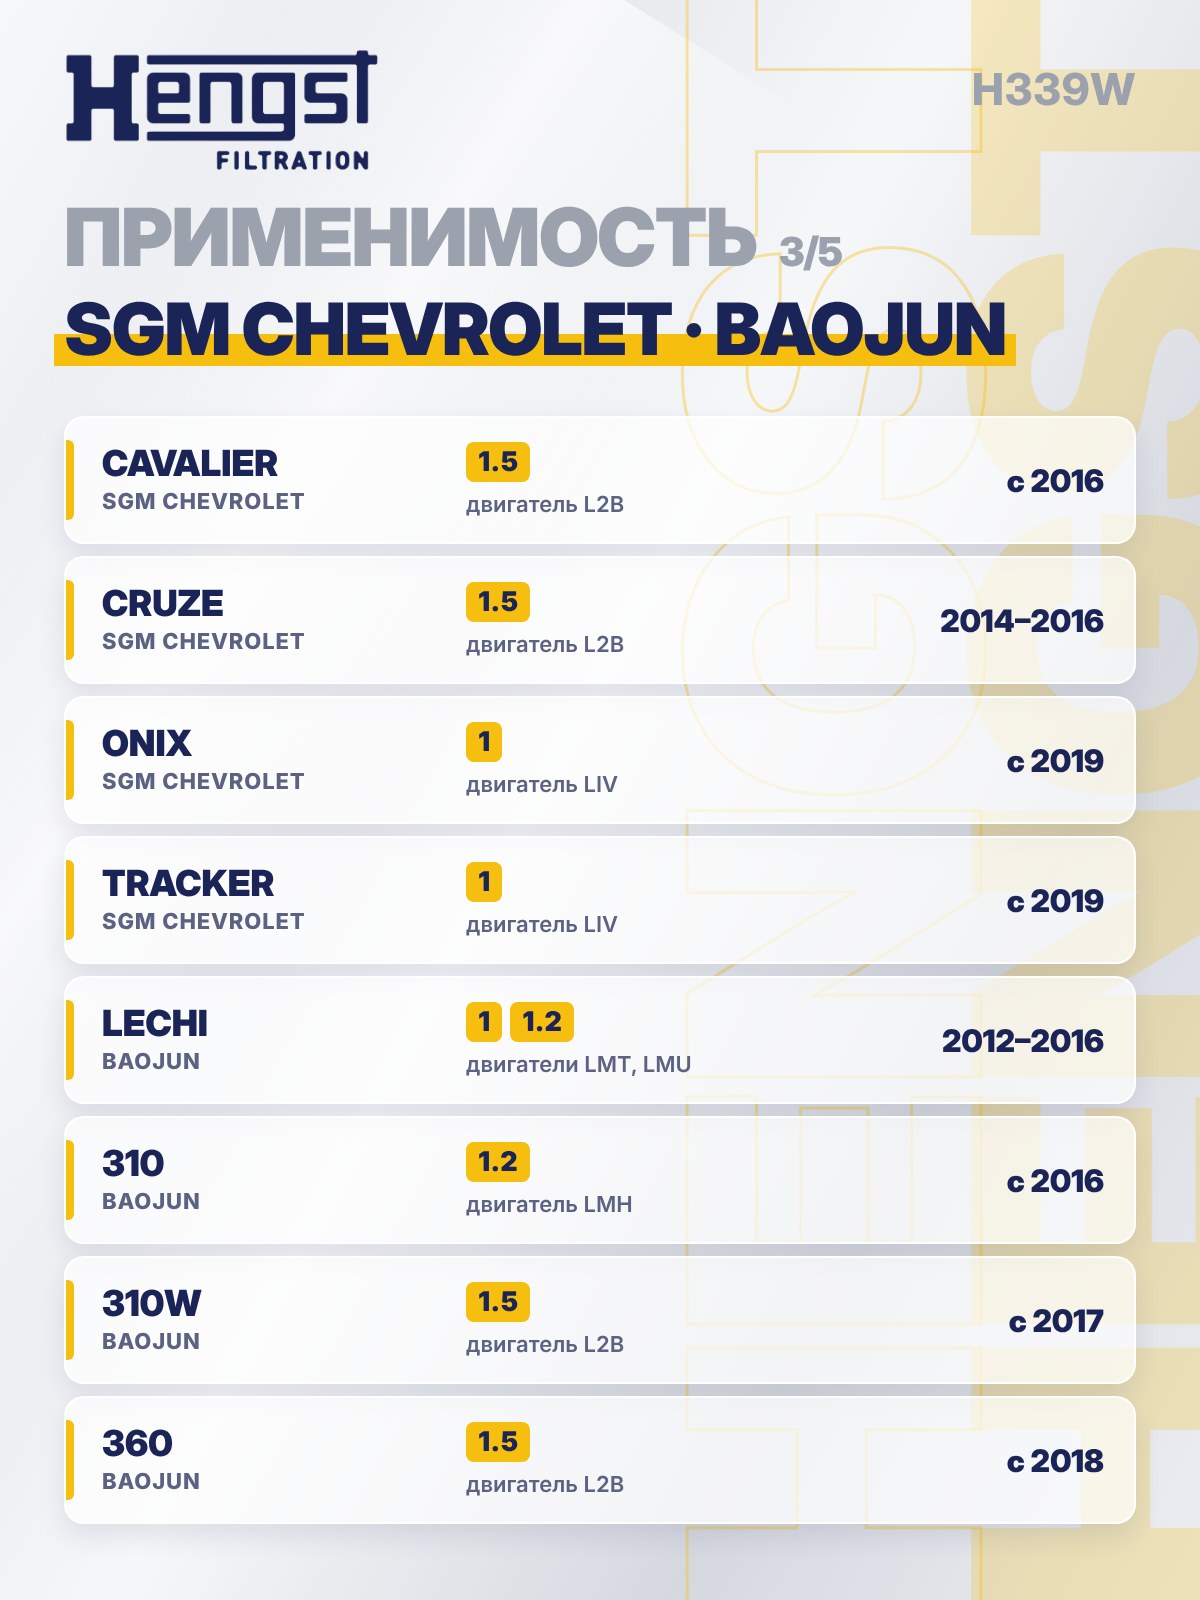 Hengst
FILTRATION
H339W
ПРИМЕНИМОСТЬ 3/5
SGM CHEVROLET • BAOJUN
CAVALIER
SGM CHEVROLET
1.5
двигатель L2B
с 2016
CRUZE
SGM CHEVROLET
1.5
двигатель L2B
2014–2016
ONIX
SGM CHEVROLET
1
двигатель LIV
с 2019
TRACKER
SGM CHEVROLET
1
двигатель LIV
с 2019
LECHI
BAOJUN
1 1.2
двигатели LMT, LMU
2012–2016
310
BAOJUN
1.2
двигатель LMH
с 2016
310W
BAOJUN
1.5
двигатель L2B
с 2017
360
BAOJUN
1.5
двигатель L2B
с 2018
HENGST
HENGST